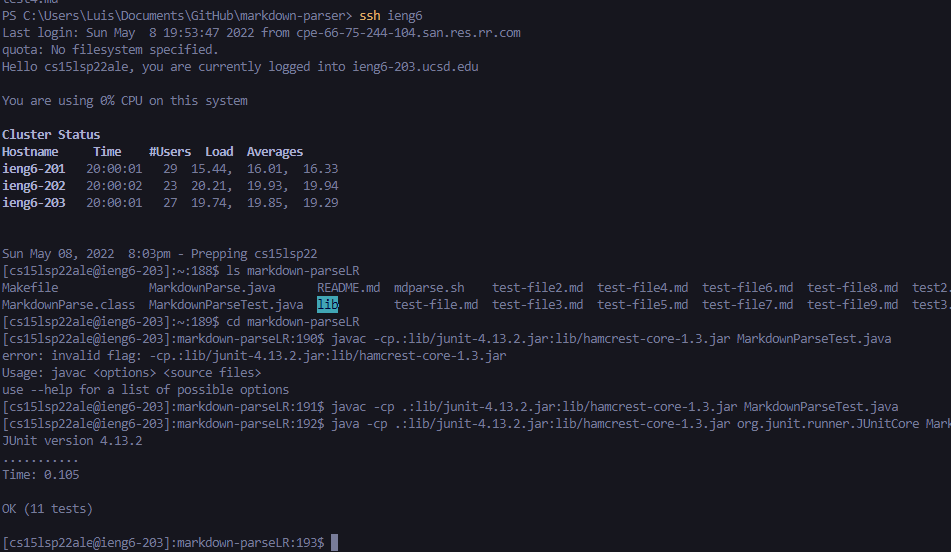 test4.md
PS C:\Users\Luis\Documents\GitHub\markdown-parser> ssh ieng6
Last login: Sun May  8 19:53:47 2022 from cpe-66-75-244-104.san.res.rr.com
quota: No filesystem specified.
Hello cs15lsp22ale, you are currently logged into ieng6-203.ucsd.edu
You are using 0% CPU on this system
Cluster Status
Hostname     Time    #Users  Load  Averages
ieng6-201   20:00:01   29  15.44,  16.01,  16.33
ieng6-202   20:00:02   23  20.21,  19.93,  19.94
ieng6-203   20:00:01   27  19.74,  19.85,  19.29
Sun May 08, 2022  8:03pm - Prepping cs15lsp22
[cs15lsp22ale@ieng6-203]:~:188$ ls markdown-parseLR
Makefile             MarkdownParse.java      README.md  mdparse.sh    test-file2.md  test-file4.md  test-file6.md  test-file8.md  test2.
MarkdownParse.class  MarkdownParseTest.java  lib        test-file.md  test-file3.md  test-file5.md  test-file7.md  test-file9.md  test3.
[cs15lsp22ale@ieng6-203]:~:189$ cd markdown-parseLR
[cs15lsp22ale@ieng6-203]:markdown-parseLR:190$ javac -cp.:lib/junit-4.13.2.jar:lib/hamcrest-core-1.3.jar MarkdownParseTest.java
error: invalid flag: -cp.:lib/junit-4.13.2.jar:lib/hamcrest-core-1.3.jar
Usage: javac <options> <source files>
use --help for a list of possible options
[cs15lsp22ale@ieng6-203]:markdown-parseLR:191$ javac -cp .:lib/junit-4.13.2.jar:lib/hamcrest-core-1.3.jar MarkdownParseTest.java
[cs15lsp22ale@ieng6-203]:markdown-parseLR:192$ java -cp .:lib/junit-4.13.2.jar:lib/hamcrest-core-1.3.jar org.junit.runner.JUnitCore Mark
JUnit version 4.13.2
...........
Time: 0.105
OK (11 tests)
[cs15lsp22ale@ieng6-203]:markdown-parseLR:193$